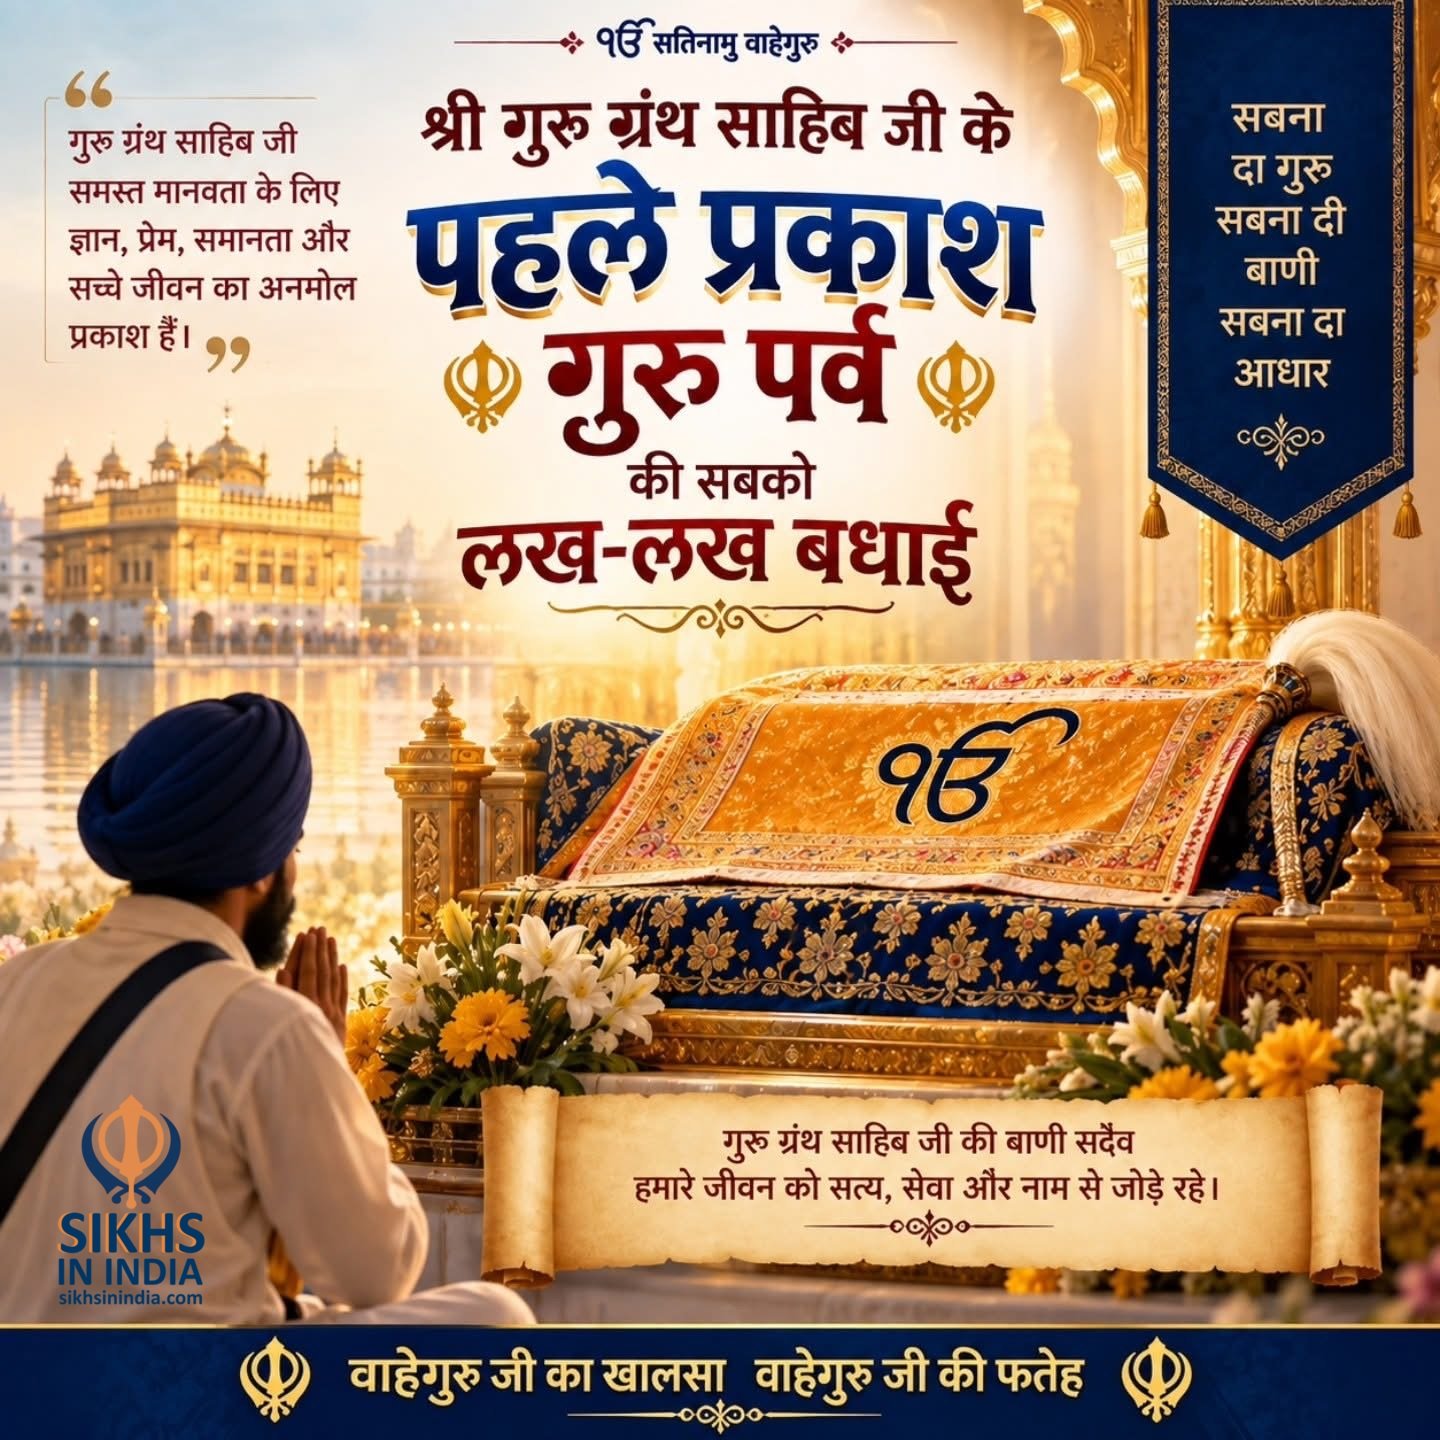 ੴ सतिनामु वाहेगुरु
श्री गुरू ग्रंथ साहिब जी के
पहले प्रकाश
गुरु पर्व
की सबको
लख-लख बधाई
“
गुरू ग्रंथ साहिब जी
समस्त मानवता के लिए
ज्ञान, प्रेम, समानता और
सच्चे जीवन का अनमोल
प्रकाश हैं।
”
सबना
दा गुरू
सबना दी
बाणी
सबना दा
आधार
ੴ
गुरू ग्रंथ साहिब जी की बाणी सदैव
हमारे जीवन को सत्य, सेवा और नाम से जोड़े रहे।
SIKHS
IN INDIA
sikhsinindia.com
वाहेगुरु जी का खालसा वाहेगुरु जी की फतेह